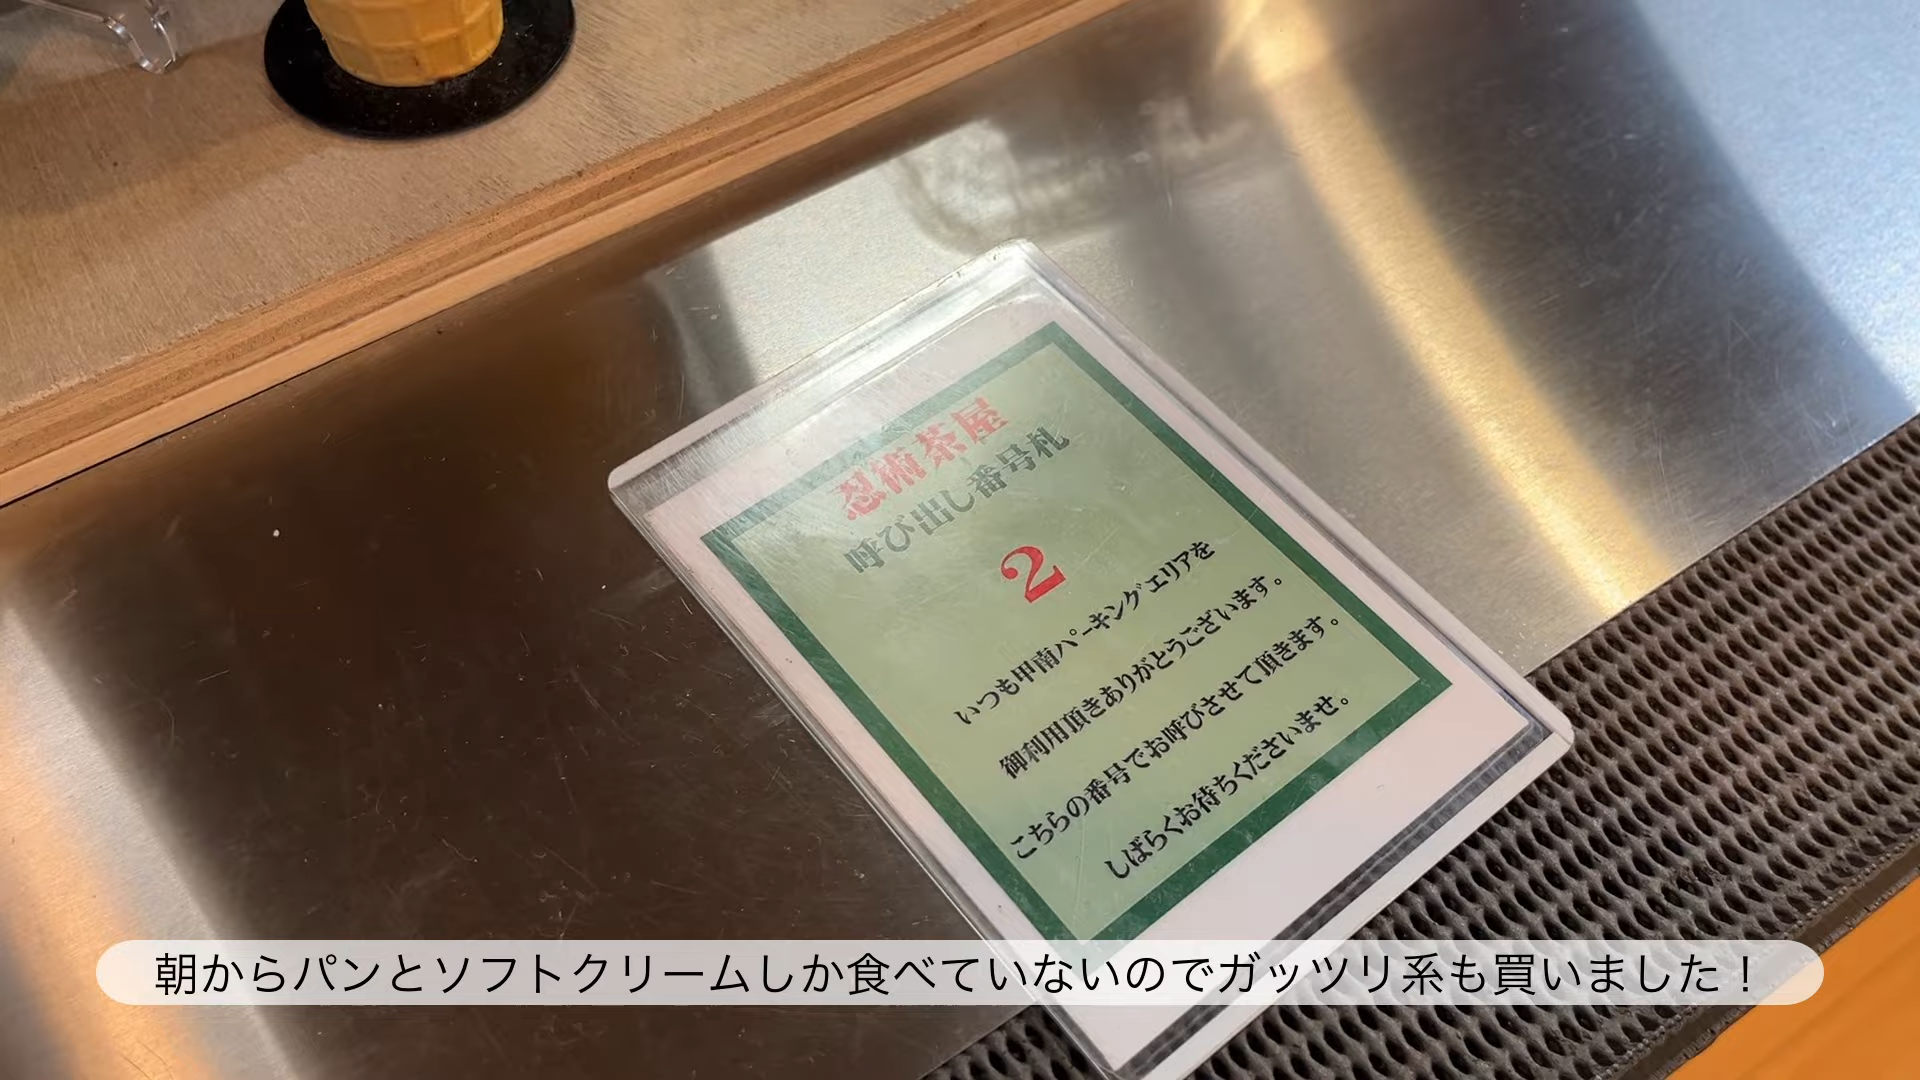 忍術茶屋
呼び出し番号札
2
いつも甲南パーキングエリアを
御利用頂きありがとうございます。
こちらの番号でお呼びさせて頂きます。
しばらくお待ちくださいませ。
朝からパンとソフトクリームしか食べていないのでガッツリ系も買いました！